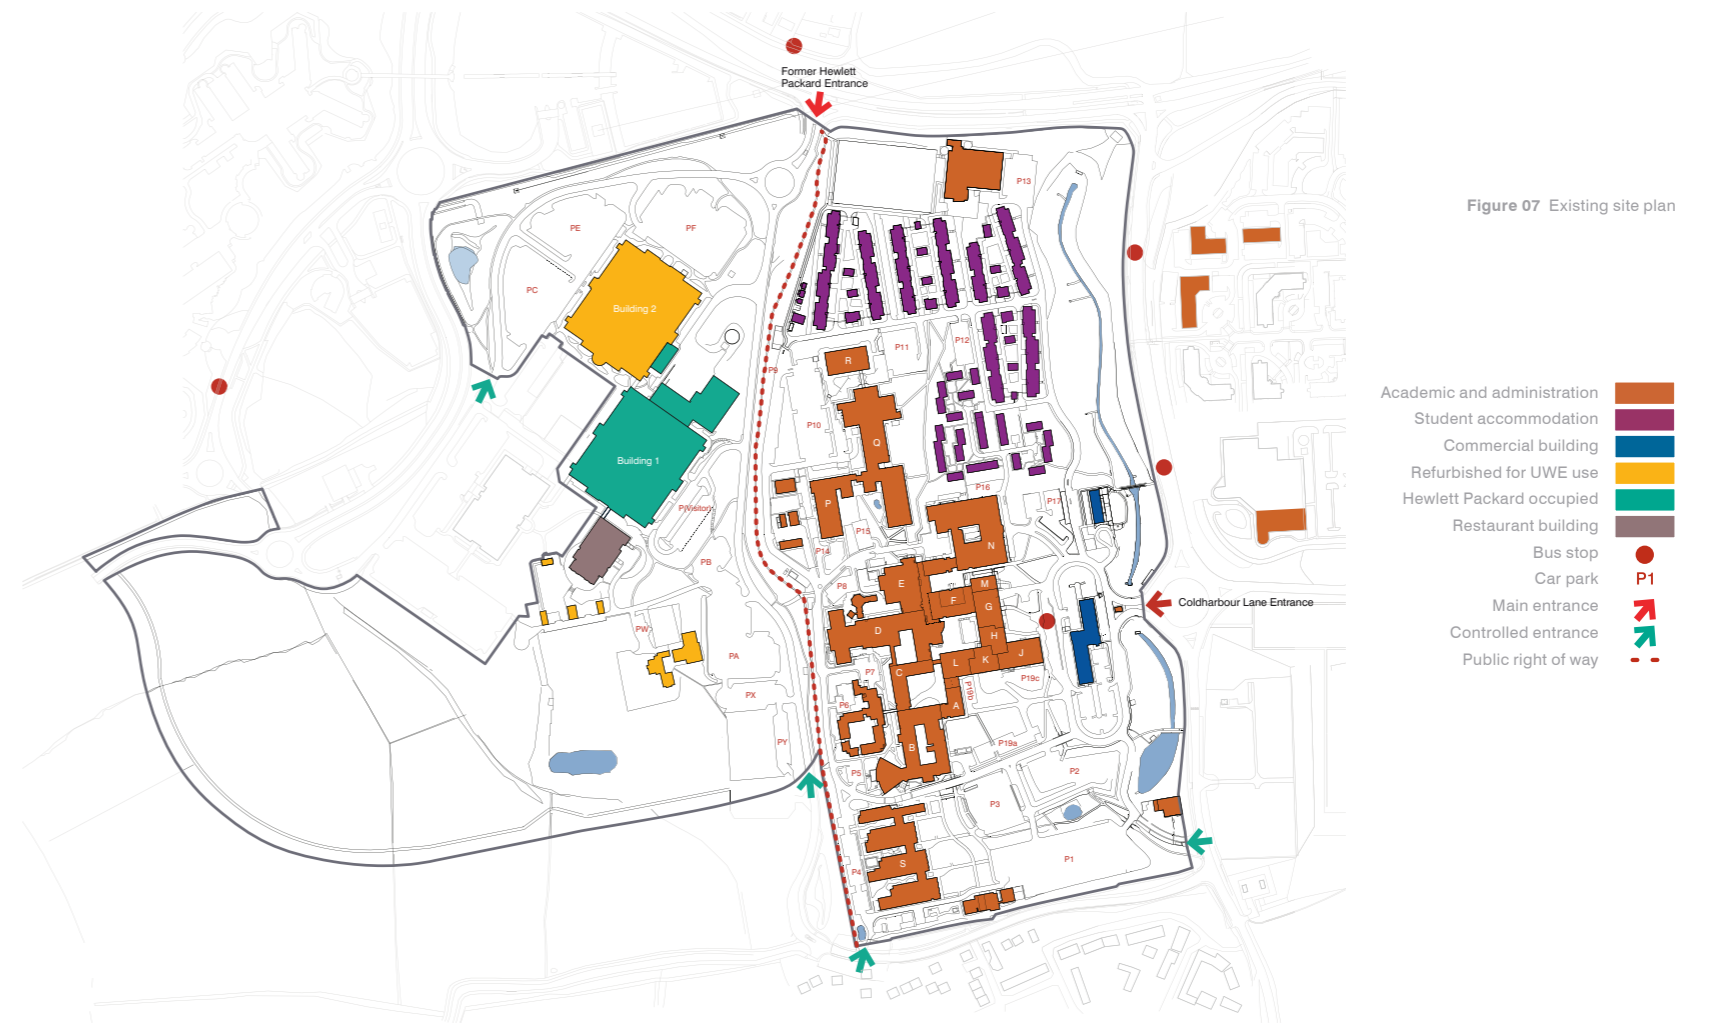 Former Hewlett
Packard Entrance
P13
Figure 07 Existing site plan
PE
PF
PC
Building 2
P11
P12
R
P9
Academic and administration
Student accommodation
Commercial building
Refurbished for UWE use
Hewlett Packard occupied
Restaurant building
Bus stop
Car park P1
Main entrance
Controlled entrance
Public right of way
P10
Q
Building 1
P16
P17
P
P/Visitor
P15
N
P14
PB
P8
E
M
F
G
Coldharbour Lane Entrance
PW
D
H
PA
L
K
J
P7
C
P19c
P19b
PX
P6
A
PY
B
P19a
P5
P2
P3
S
P1
P4